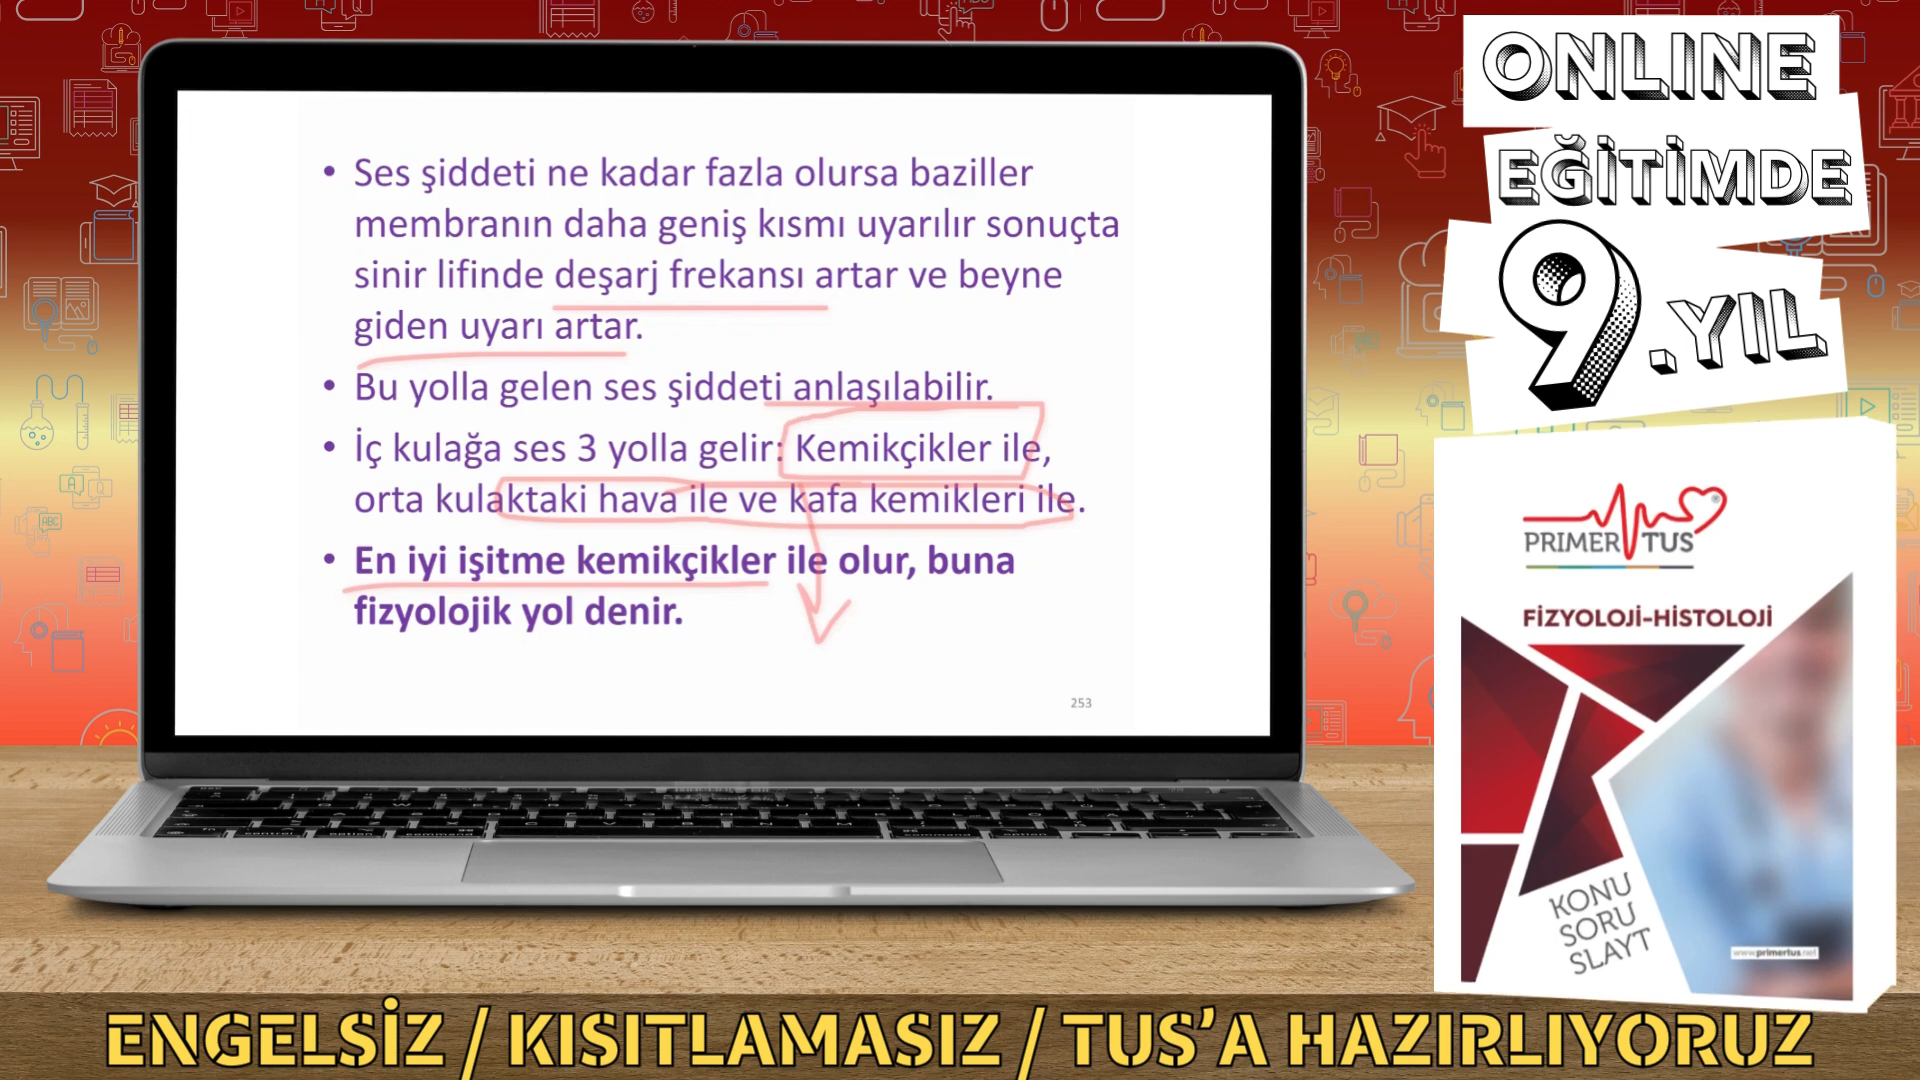 • Ses şiddeti ne kadar fazla olursa baziller
membranın daha geniş kısmı uyarılır sonuçta
sinir lifinde deşarj frekansı artar ve beyne
giden uyarı artar.
• Bu yolla gelen ses şiddeti anlaşılabilir.
• İç kulağa ses 3 yolla gelir: Kemikçikler ile,
orta kulaktaki hava ile ve kafa kemikleri ile.
• En iyi işitme kemikçikler ile olur, buna
fizyolojik yol denir.
253
ONLINE
EĞİTİMDE
9.YIL
PRIMER TUS
FİZYOLOJİ-HİSTOLOJİ
KONU
SORU
SLAYT
www.primertus.net
ENGELSİZ / KISITLAMASIZ / TUS'A HAZIRLIYORUZ